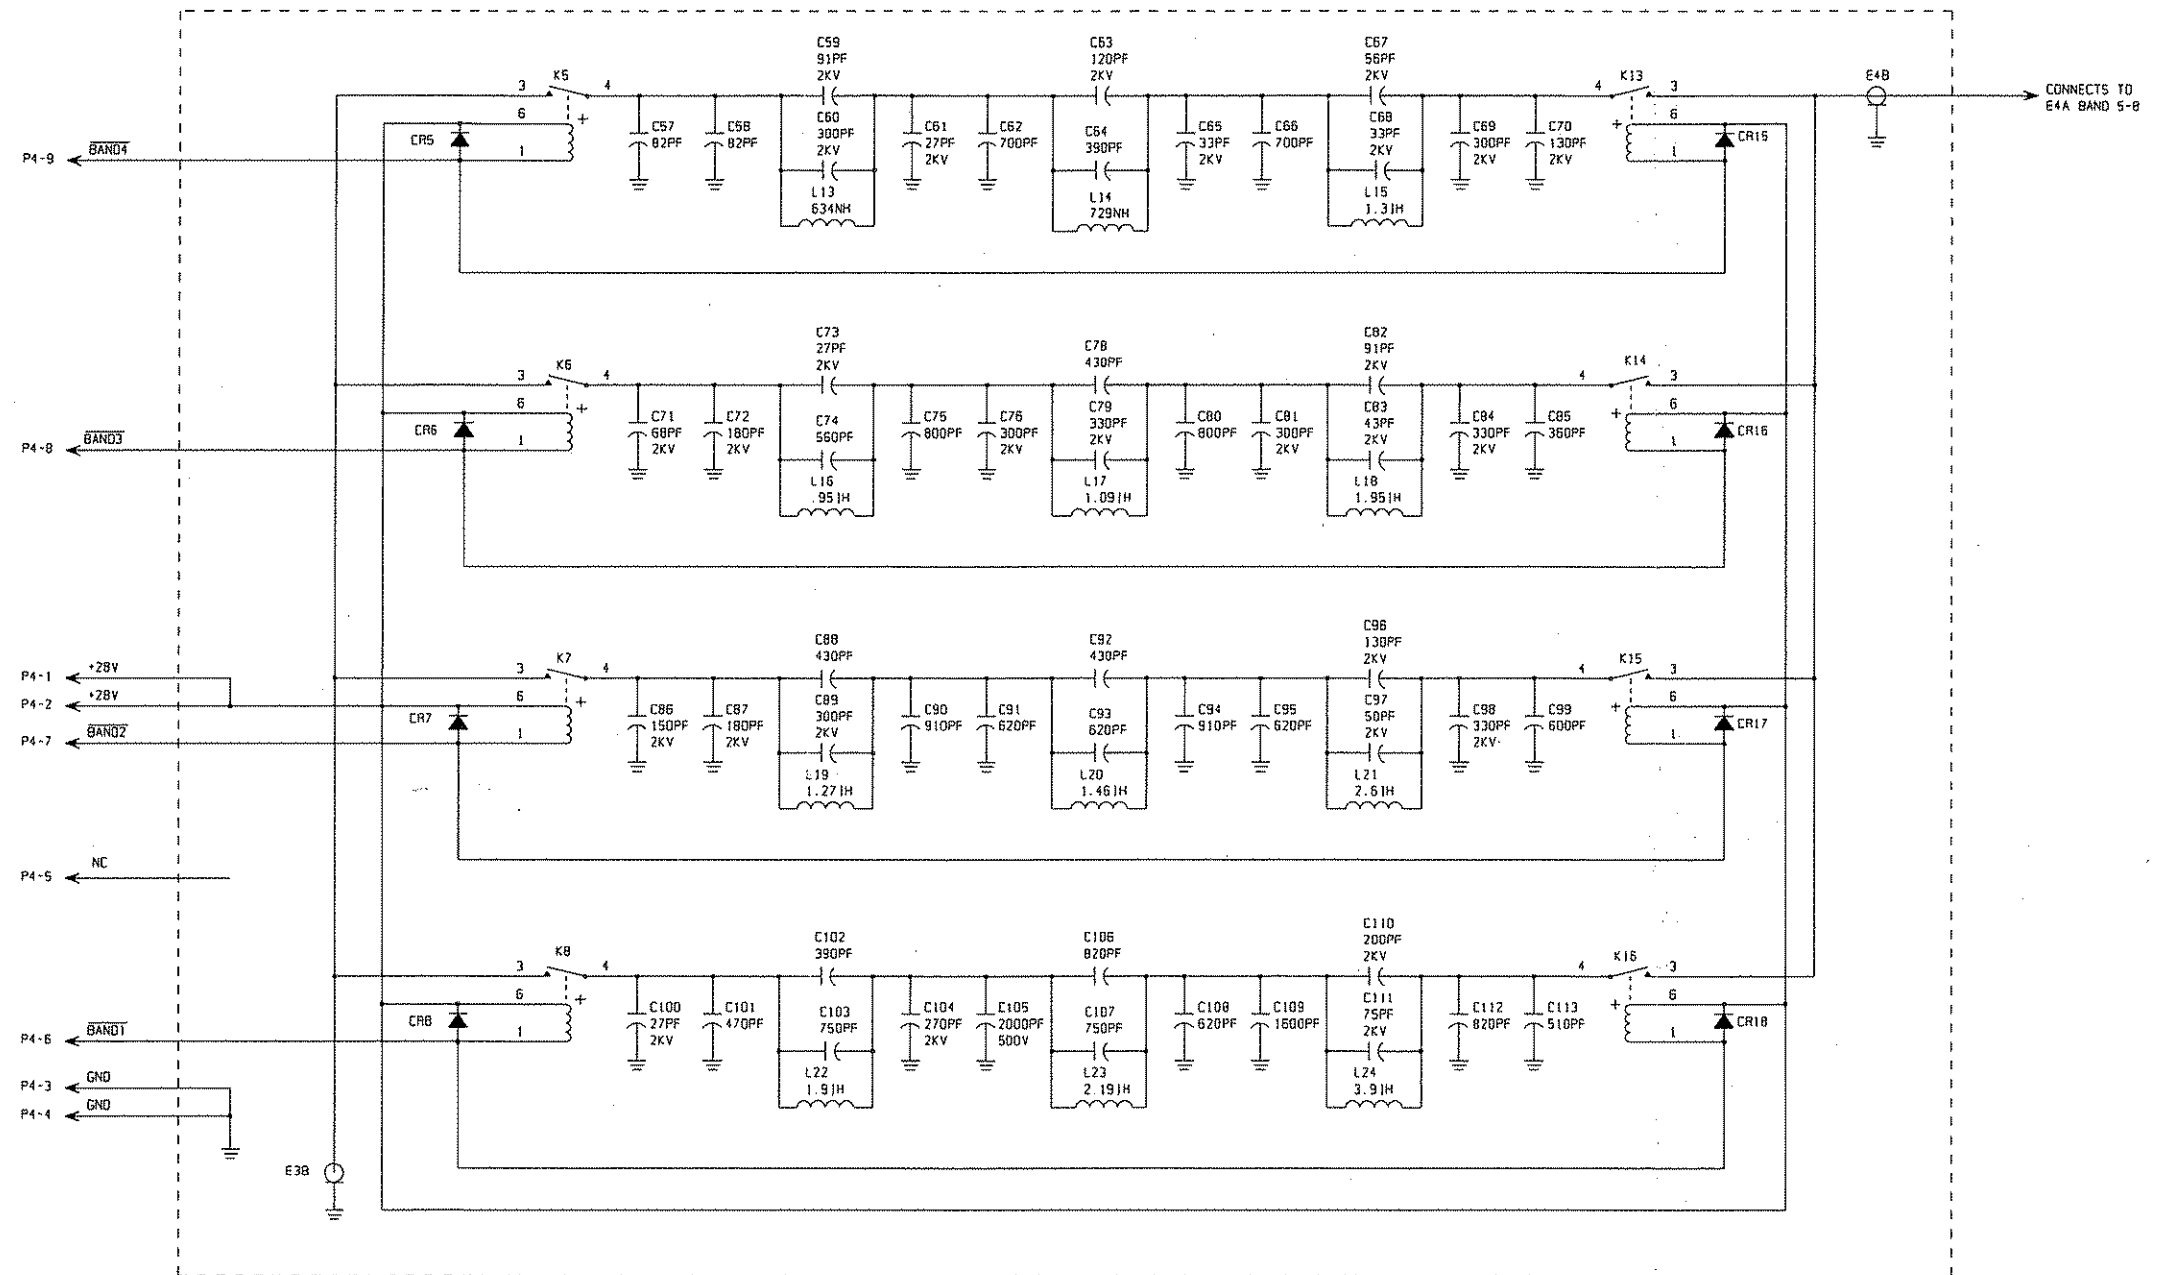 C59
91PF
2KV
C63
120PF
2KV
C67
56PF
2KV
3 K5 4
4 K13 3
E4B
CONNECTS TO
E4A BAND 5-8
6
+
1
CR5
P4-9 BAND4
C57
82PF
C58
82PF
C60
300PF
2KV
L13
634NH
C61
27PF
2KV
C62
700PF
C64
390PF
L14
729NH
C65
33PF
2KV
C66
700PF
C68
33PF
2KV
L15
1.3|H
C69
300PF
2KV
C70
130PF
2KV
+
6
1
CR15
C73
27PF
2KV
C78
430PF
C82
91PF
2KV
3 K6 4
4 K14 3
6
+
1
CR6
P4-8 BAND3
C71
68PF
C72
180PF
2KV
C74
560PF
L16
.95|H
C75
800PF
C76
300PF
2KV
C79
330PF
2KV
L17
1.09|H
C80
800PF
C81
300PF
2KV
C83
43PF
2KV
L18
1.95|H
C84
330PF
2KV
C85
360PF
+
6
1
CR16
C88
430PF
C92
430PF
C96
130PF
2KV
P4-1 +28V
P4-2 +28V
P4-7 BAND2
3 K7 4
4 K15 3
6
+
1
CR7
C86
150PF
2KV
C87
180PF
2KV
C89
300PF
2KV
L19
1.27|H
C90
910PF
C91
620PF
C93
620PF
L20
1.46|H
C94
910PF
C95
620PF
C97
50PF
2KV
L21
2.6|H
C98
330PF
2KV
C99
600PF
+
6
1
CR17
P4-5 NC
C102
390PF
C106
820PF
C110
200PF
2KV
3 K8 4
4 K16 3
6
+
1
CR8
P4-6 BAND1
C100
27PF
2KV
C101
470PF
C103
750PF
L22
1.9|H
C104
270PF
2KV
C105
2000PF
500V
C107
750PF
L23
2.19|H
C108
620PF
C109
1600PF
C111
75PF
2KV
L24
3.9|H
C112
820PF
C113
510PF
+
6
1
CR18
P4-3 GND
P4-4 GND
E3B